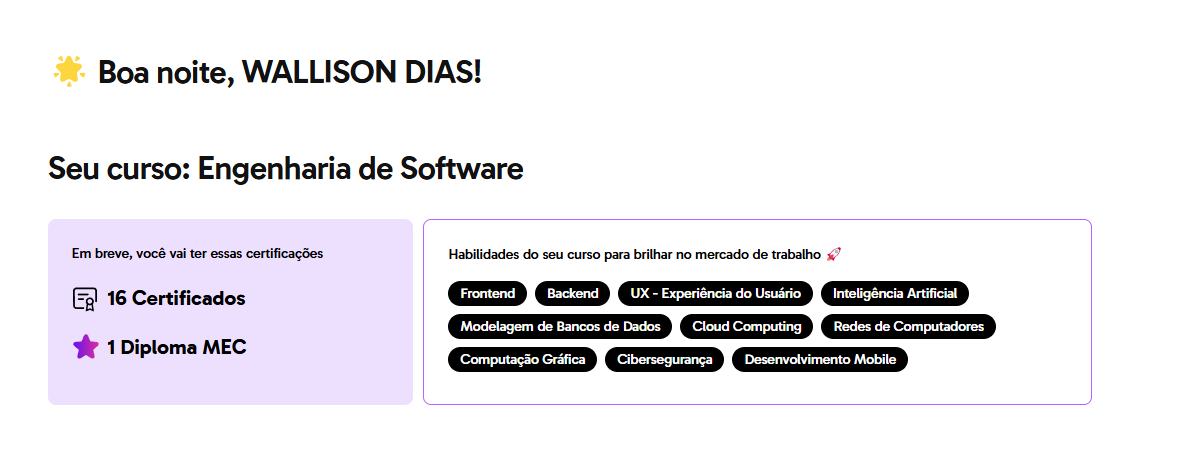 🌟 Boa noite, WALLISON DIAS!
Seu curso: Engenharia de Software
Em breve, você vai ter essas certificações
16 Certificados
1 Diploma MEC
Habilidades do seu curso para brilhar no mercado de trabalho 🚀
Frontend Backend UX - Experiência do Usuário Inteligência Artificial
Modelagem de Bancos de Dados Cloud Computing Redes de Computadores
Computação Gráfica Cibersegurança Desenvolvimento Mobile